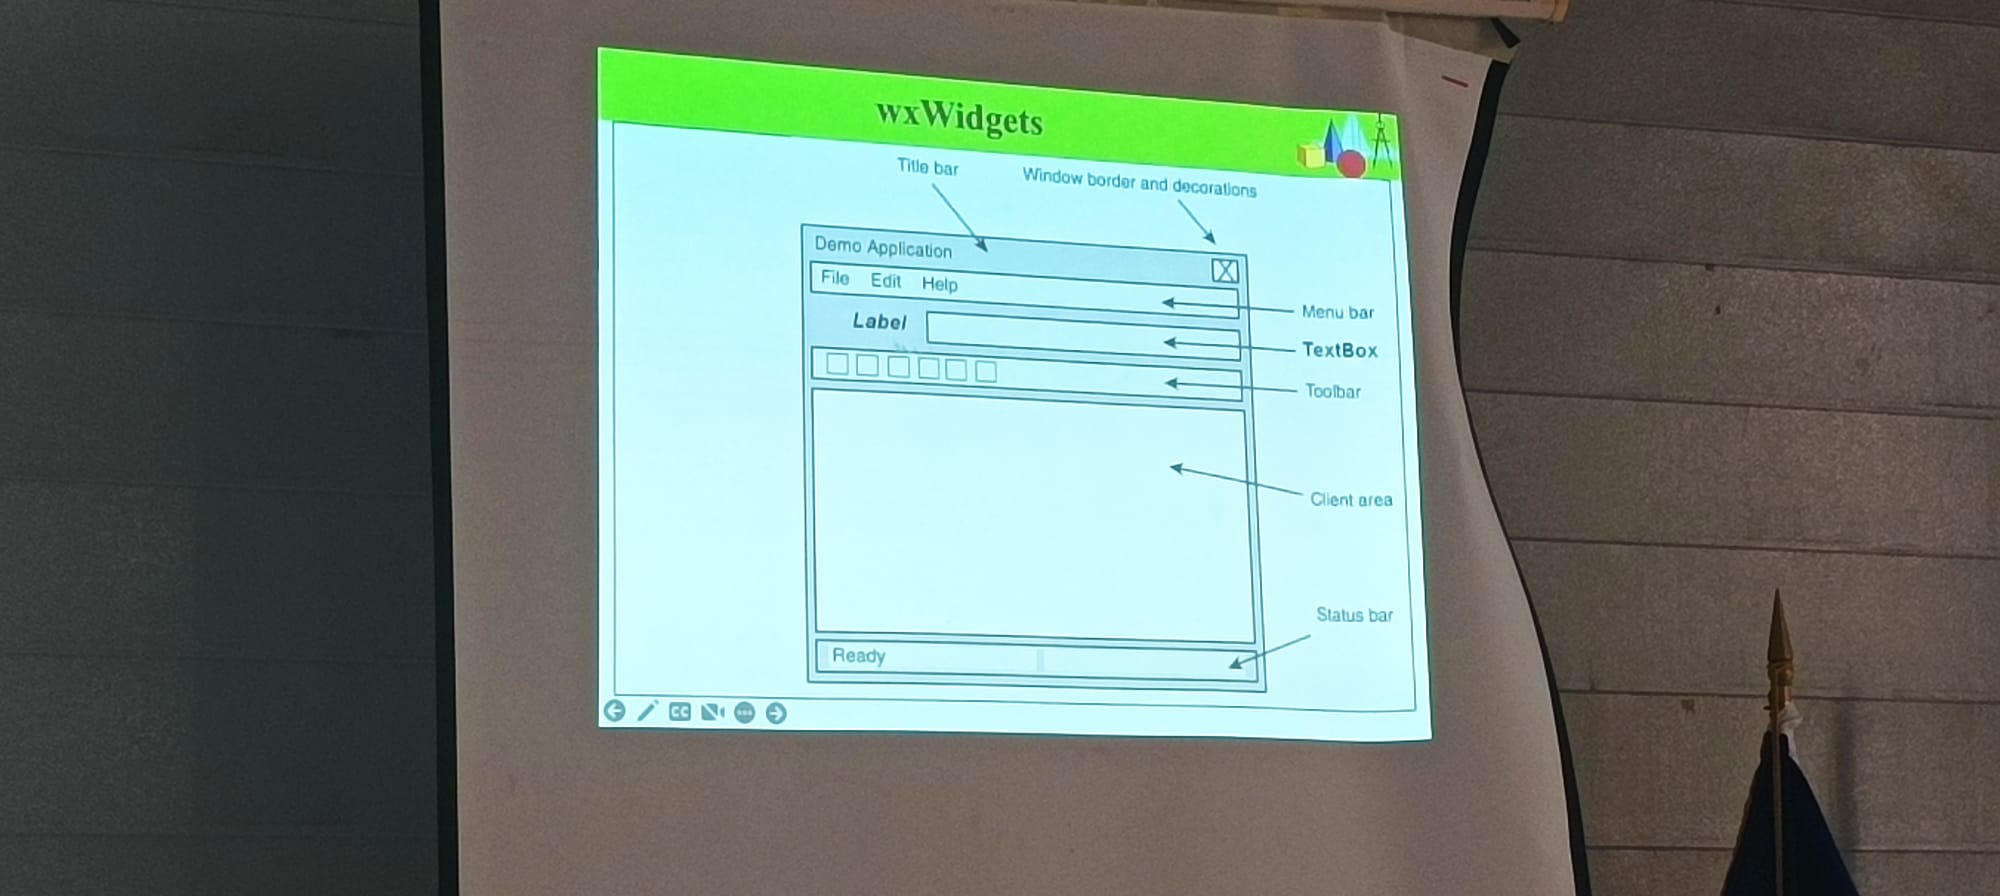 wxWidgets
Title bar
Window border and decorations
Demo Application
X
File Edit Help
Menu bar
Label
TextBox
Toolbar
Client area
Status bar
Ready
CC